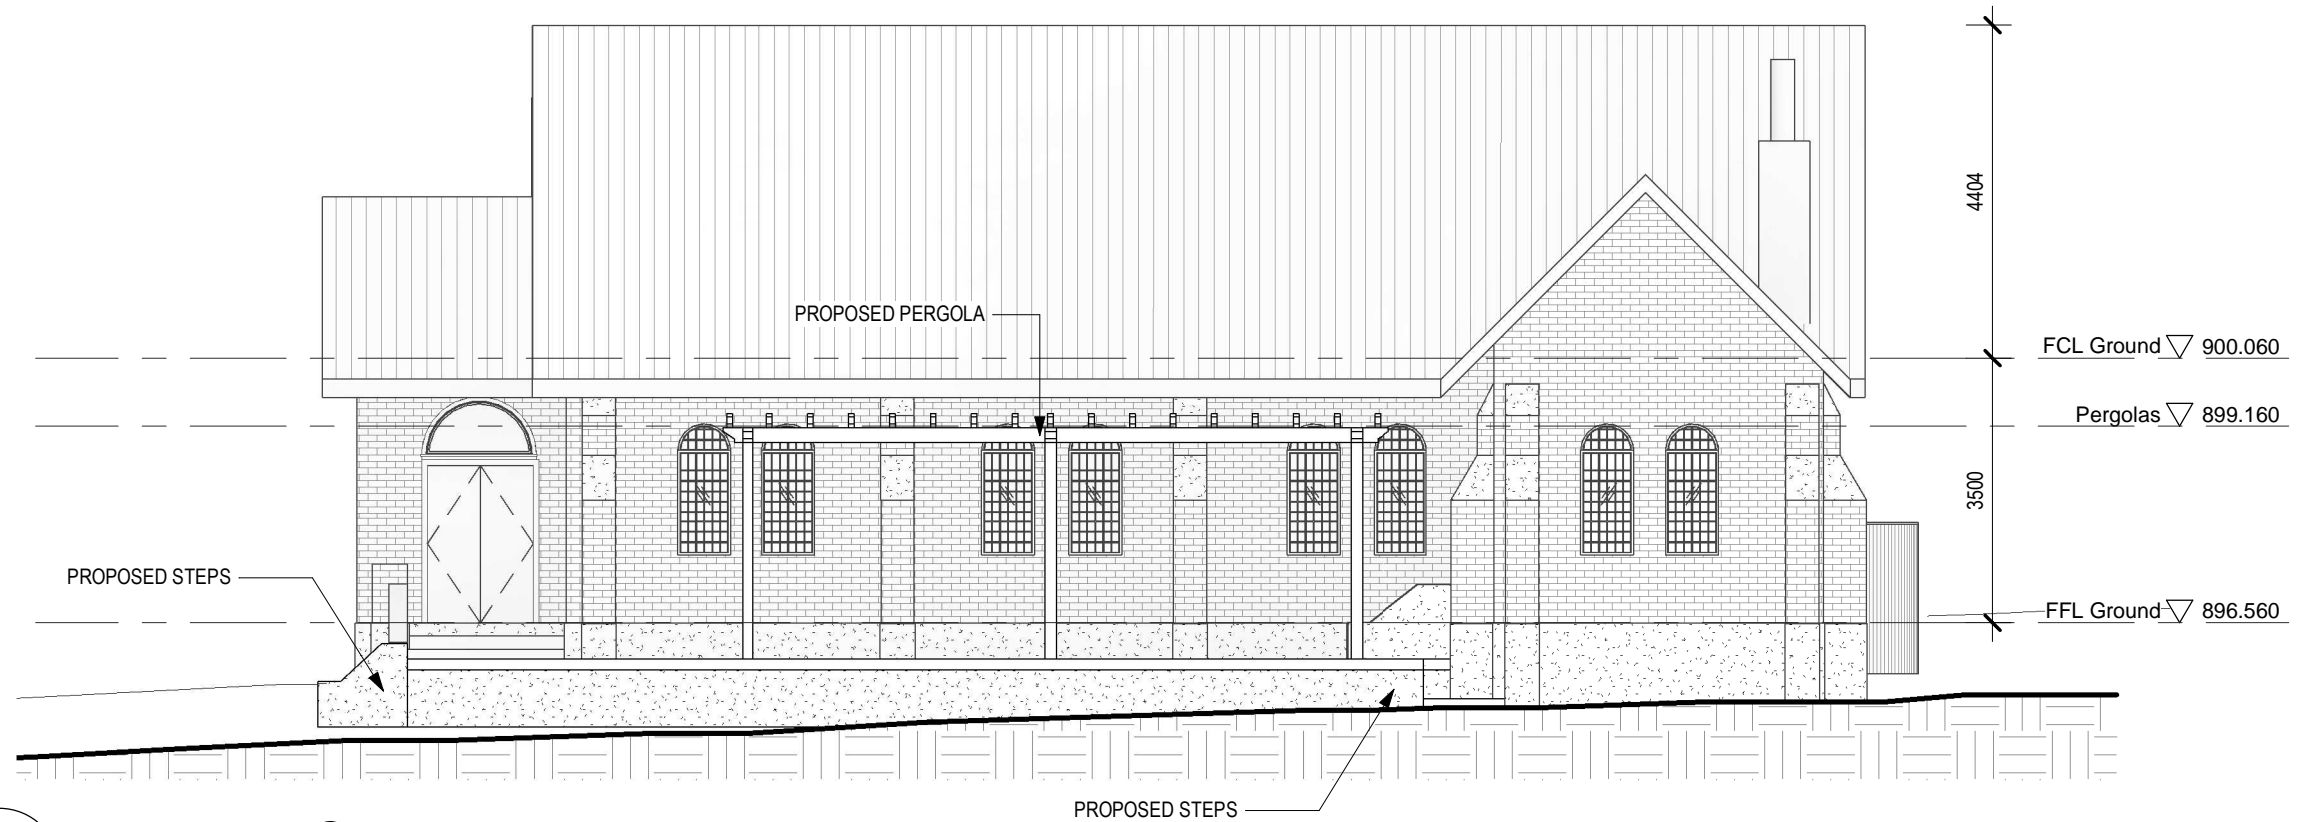 4404
PROPOSED PERGOLA
FCL Ground 900.060
Pergolas 899.160
3500
PROPOSED STEPS
FFL Ground 896.560
PROPOSED STEPS